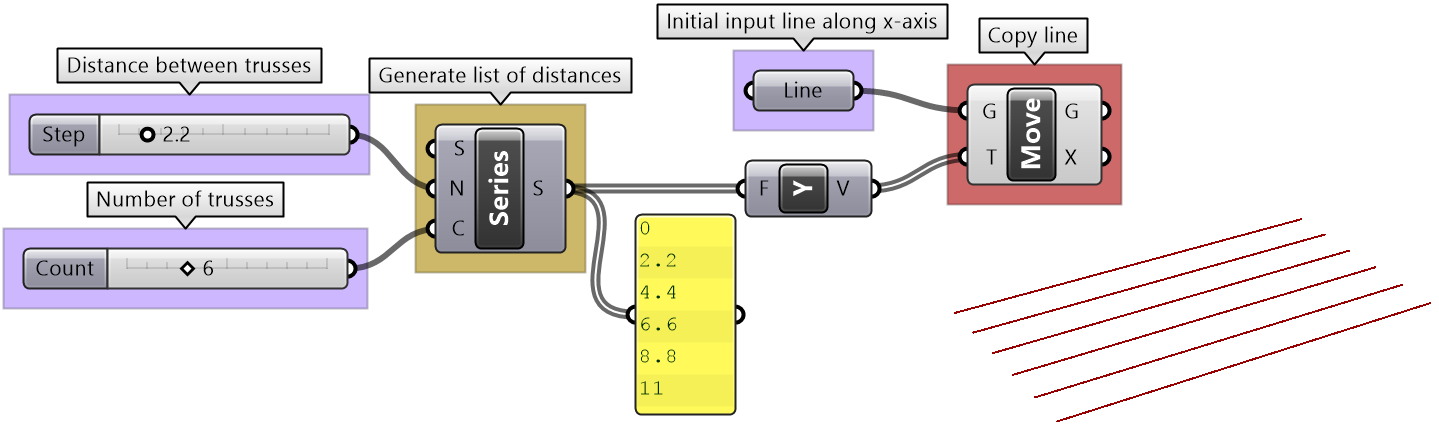 Initial input line along x-axis
Copy line
Distance between trusses
Generate list of distances
Line
Step 2.2
G Move G
T X
S Series S
N
C
F Y V
Number of trusses
Count 6
0
2.2
4.4
6.6
8.8
11